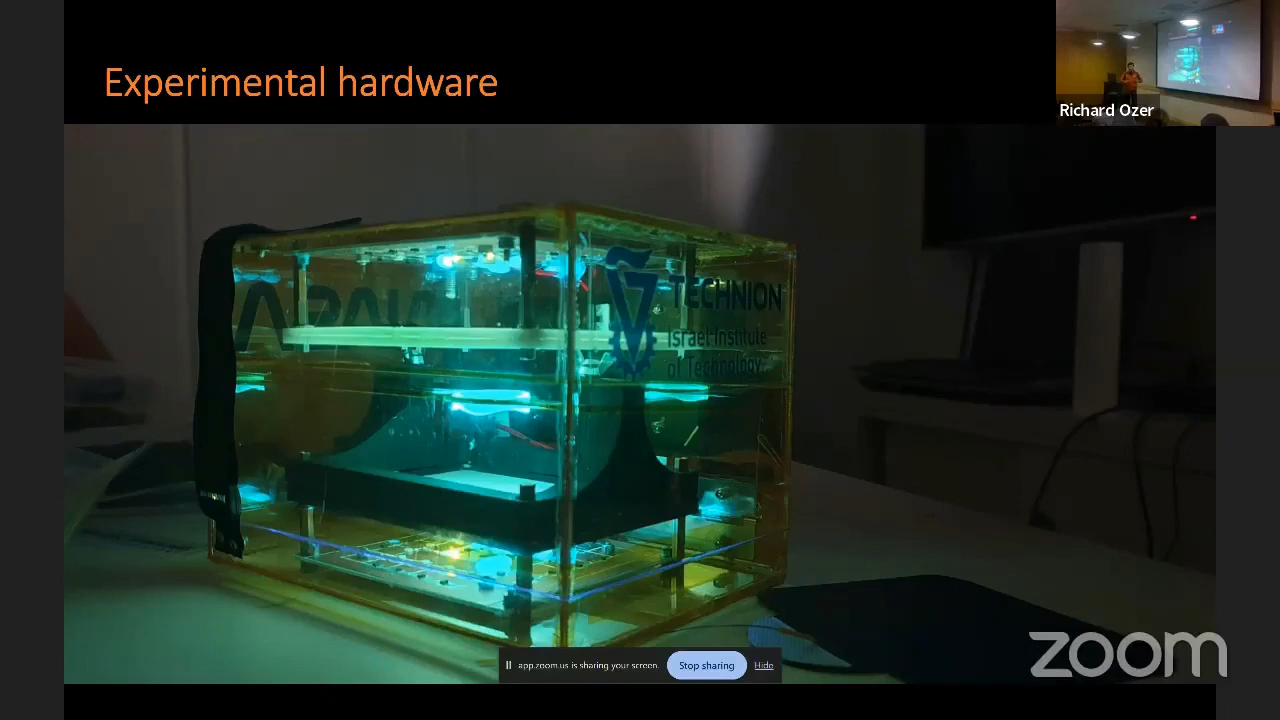 Experimental hardware
Richard Ozer
NASA
TECHNION
Israel Institute
of Technology
app.zoom.us is sharing your screen.
Stop sharing
Hide
zoom